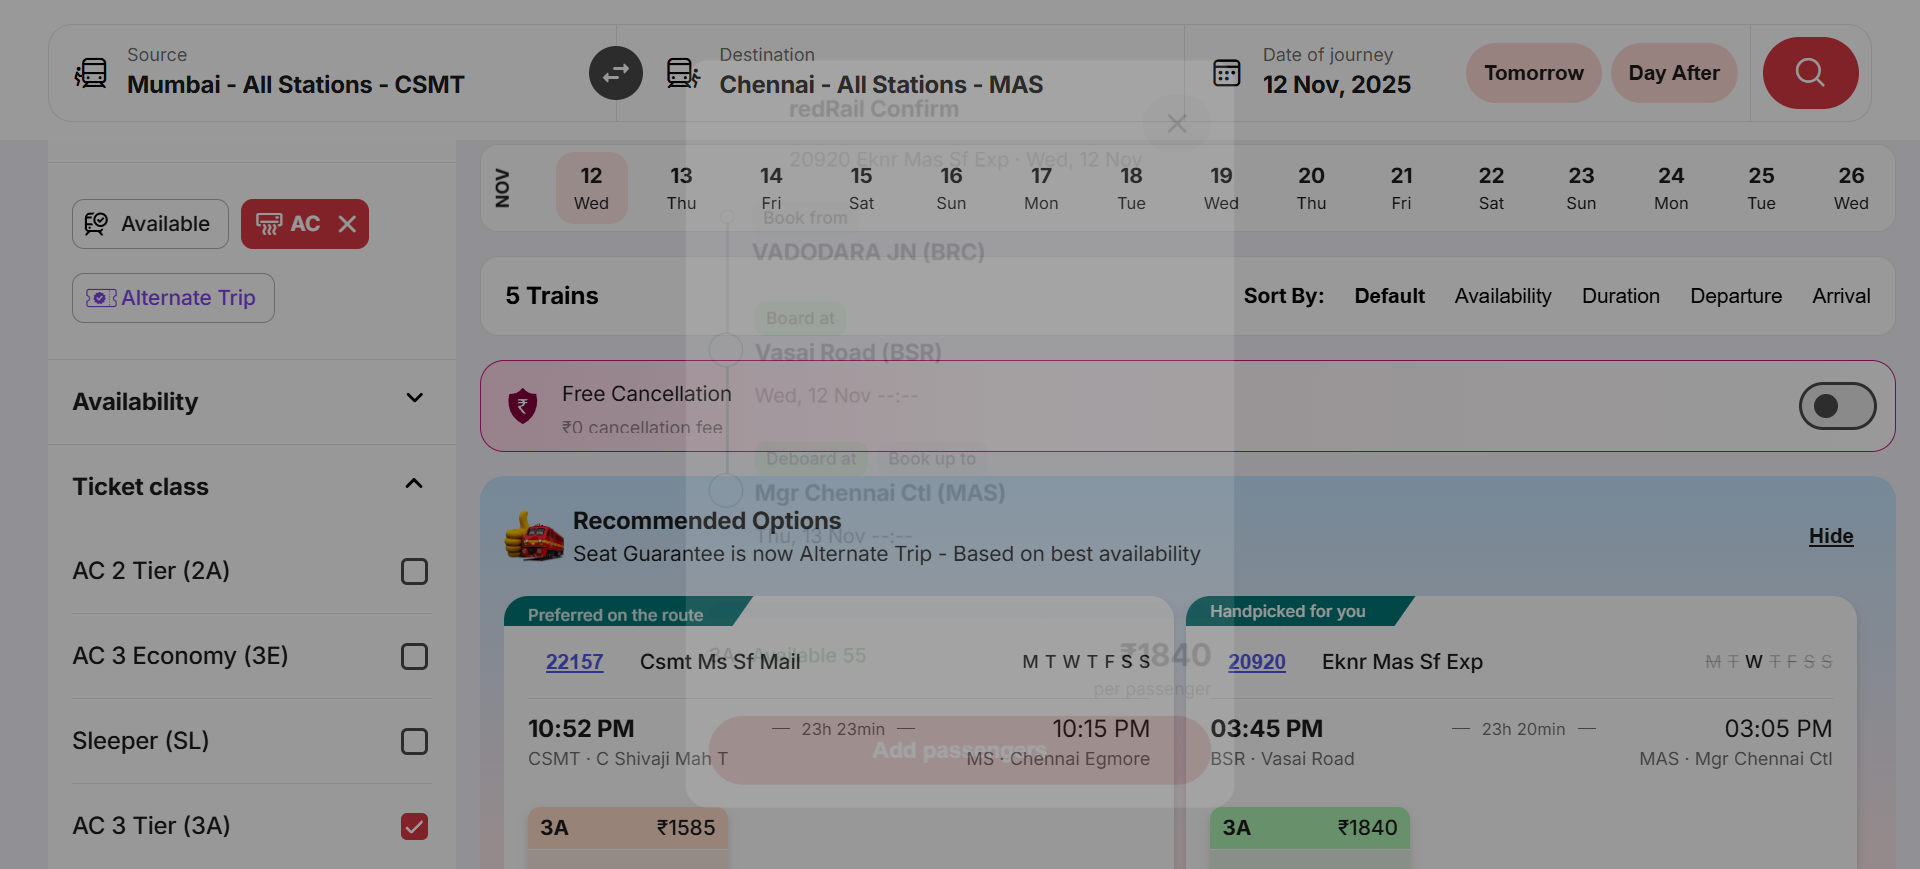 Source
Mumbai - All Stations - CSMT
Destination
Chennai - All Stations - MAS
Date of journey
12 Nov, 2025
Tomorrow
Day After
redRail Confirm
20920 Eknr Mas Sf Exp · Wed, 12 Nov
Book from
VADODARA JN (BRC)
Board at
Vasai Road (BSR)
Wed, 12 Nov --:--
Deboard at
Book up to
Mgr Chennai Ctl (MAS)
Thu, 13 Nov --:--
3A
Available 55
₹1840
per passenger
Add passengers
Available
AC
Alternate Trip
Availability
Ticket class
AC 2 Tier (2A)
AC 3 Economy (3E)
Sleeper (SL)
AC 3 Tier (3A)
NOV
12 Wed
13 Thu
14 Fri
15 Sat
16 Sun
17 Mon
18 Tue
19 Wed
20 Thu
21 Fri
22 Sat
23 Sun
24 Mon
25 Tue
26 Wed
5 Trains
Sort By: Default Availability Duration Departure Arrival
Free Cancellation
₹0 cancellation fee
Recommended Options
Seat Guarantee is now Alternate Trip - Based on best availability
Hide
Preferred on the route
22157 Csmt Ms Sf Mail M T W T F S S
10:52 PM — 23h 23min — 10:15 PM
CSMT · C Shivaji Mah T MS · Chennai Egmore
3A ₹1585
Handpicked for you
20920 Eknr Mas Sf Exp M T W T F S S
03:45 PM — 23h 20min — 03:05 PM
BSR · Vasai Road MAS · Mgr Chennai Ctl
3A ₹1840